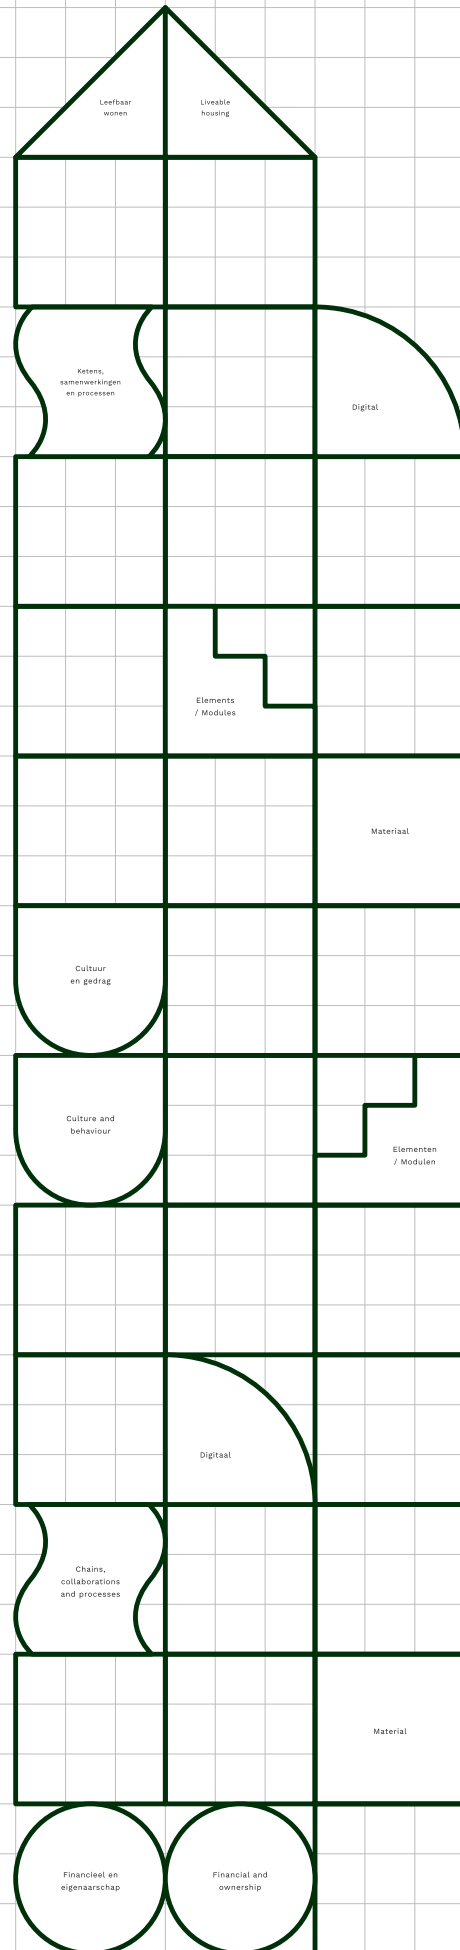 Leefbaar
wonen
Liveable
housing
Ketens,
samenwerkingen
en processen
Digital
Elements
/ Modules
Materiaal
Cultuur
en gedrag
Culture and
behaviour
Elementen
/ Modulen
Digitaal
Chains,
collaborations
and processes
Material
Financieel en
eigenaarschap
Financial and
ownership